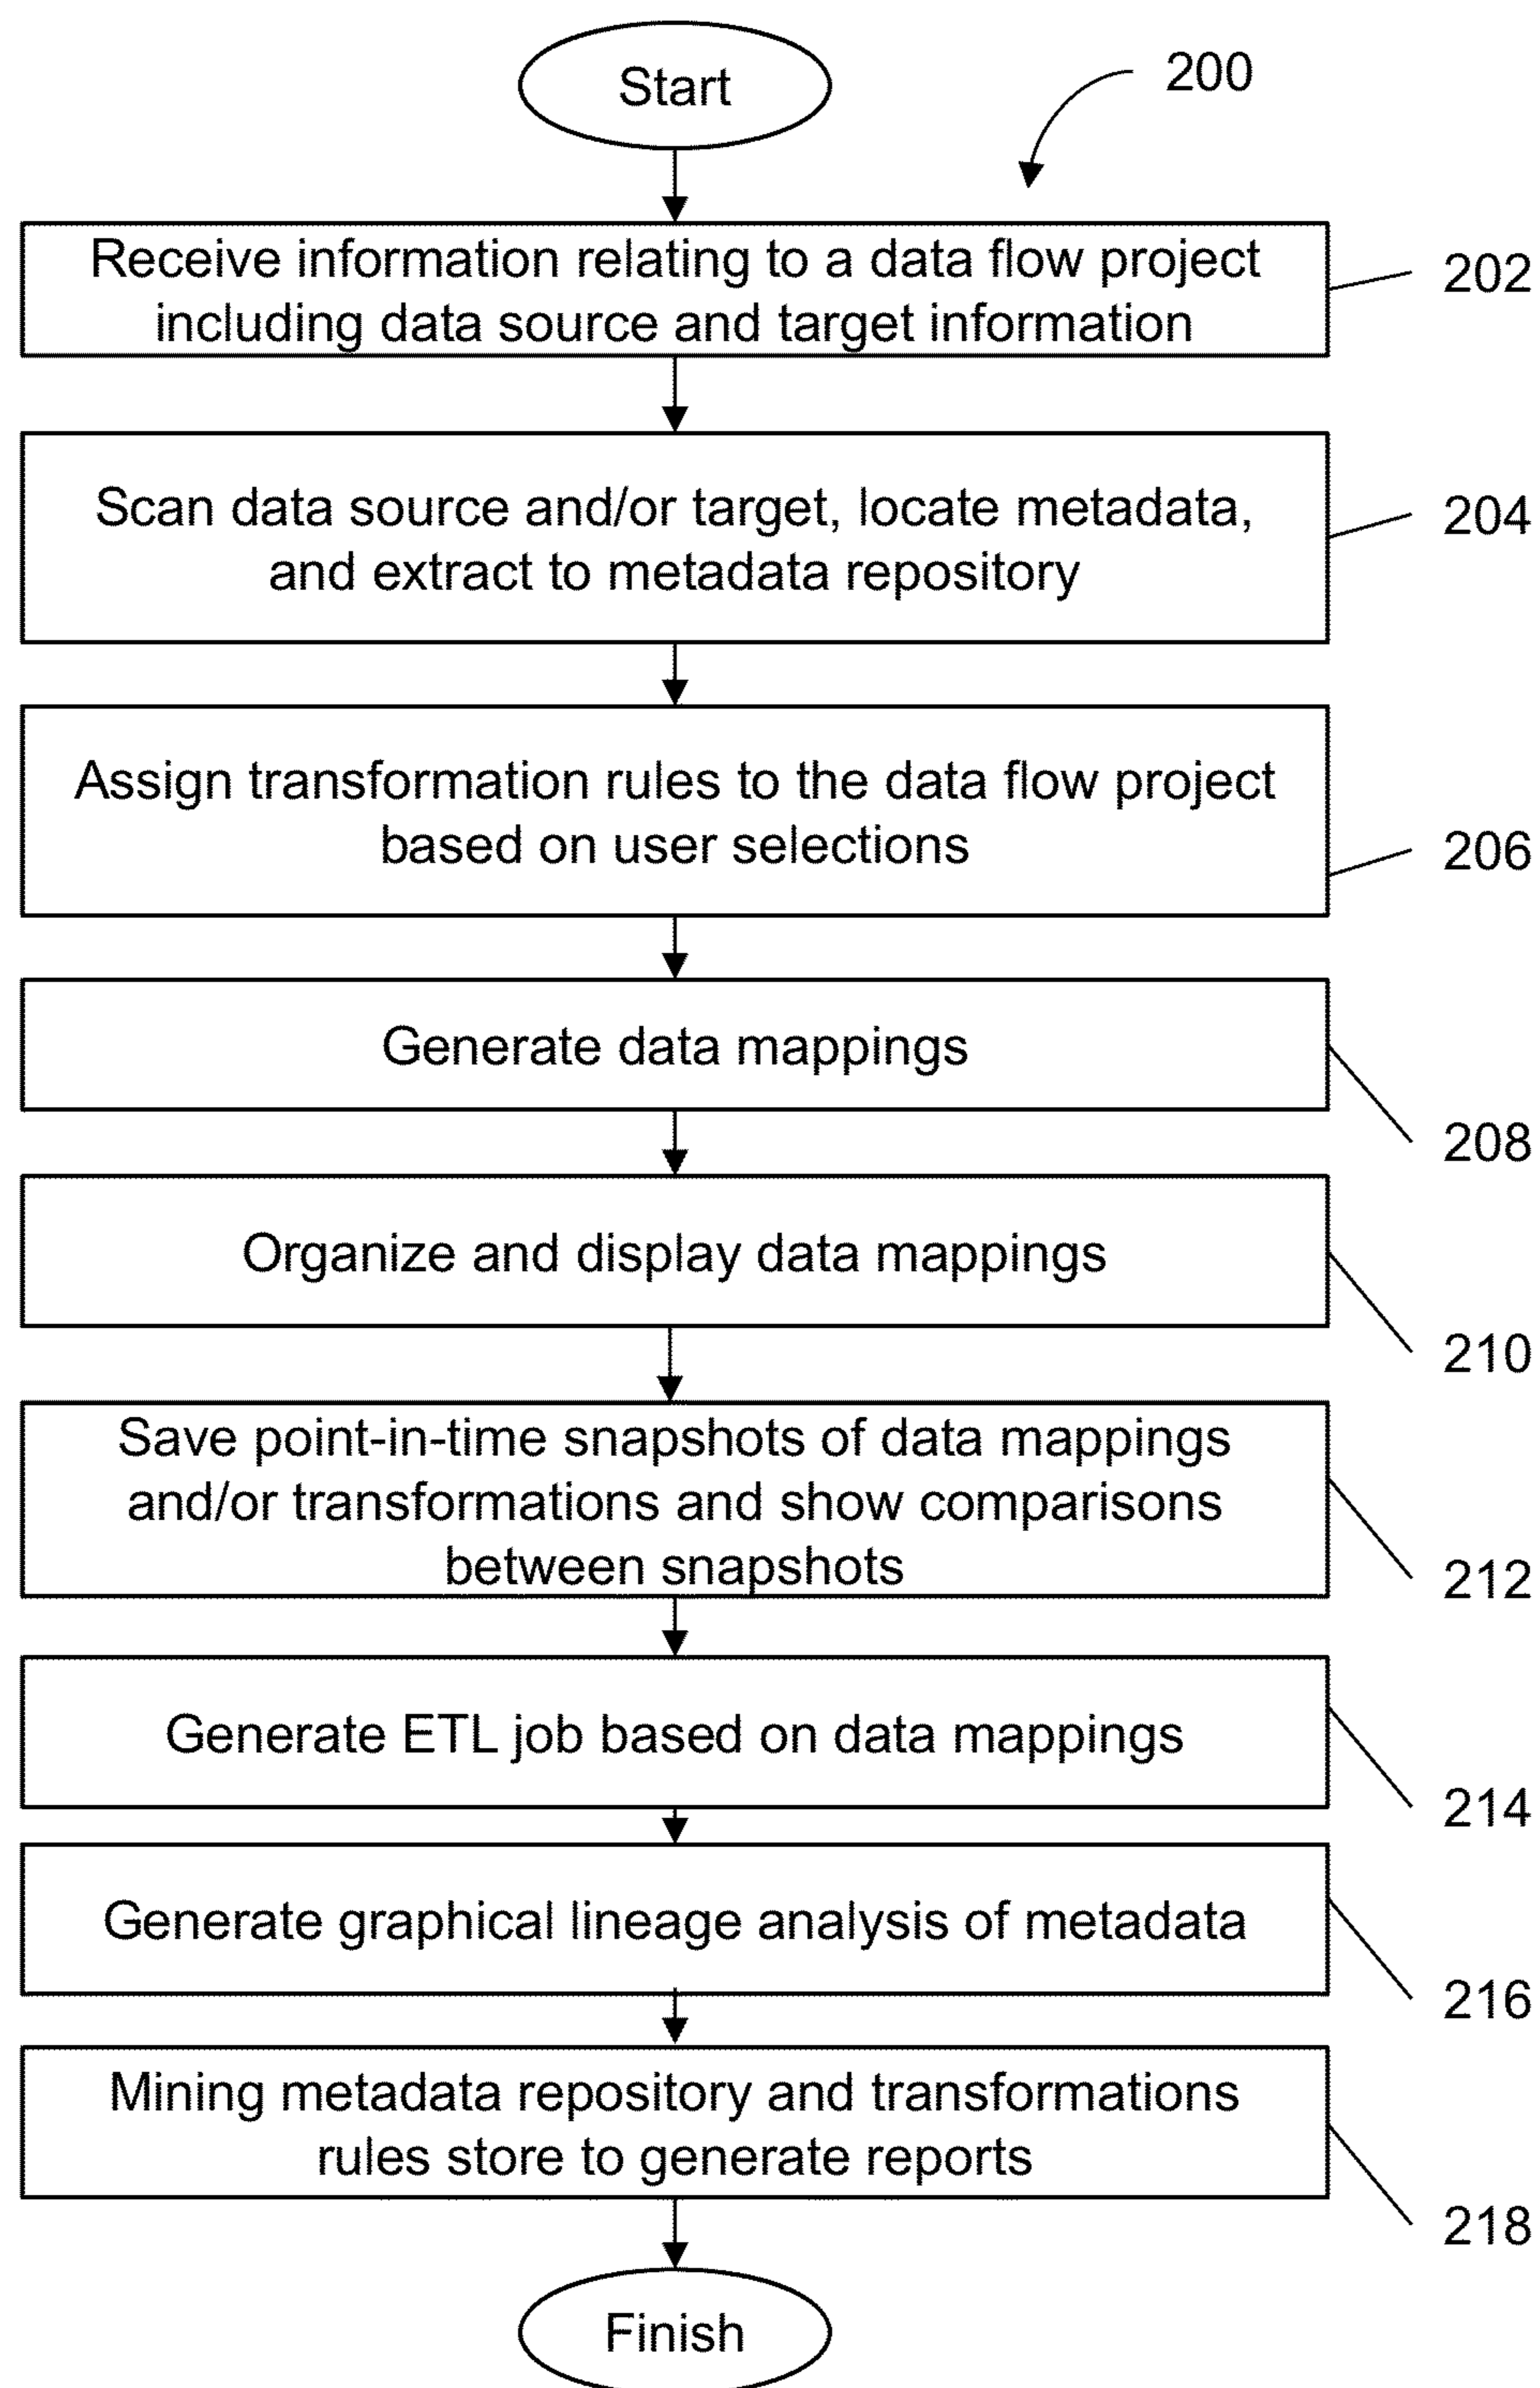 Start
200
Receive information relating to a data flow project
including data source and target information
202
Scan data source and/or target, locate metadata,
and extract to metadata repository
204
Assign transformation rules to the data flow project
based on user selections
206
Generate data mappings
208
Organize and display data mappings
210
Save point-in-time snapshots of data mappings
and/or transformations and show comparisons
between snapshots
212
Generate ETL job based on data mappings
214
Generate graphical lineage analysis of metadata
216
Mining metadata repository and transformations
rules store to generate reports
218
Finish